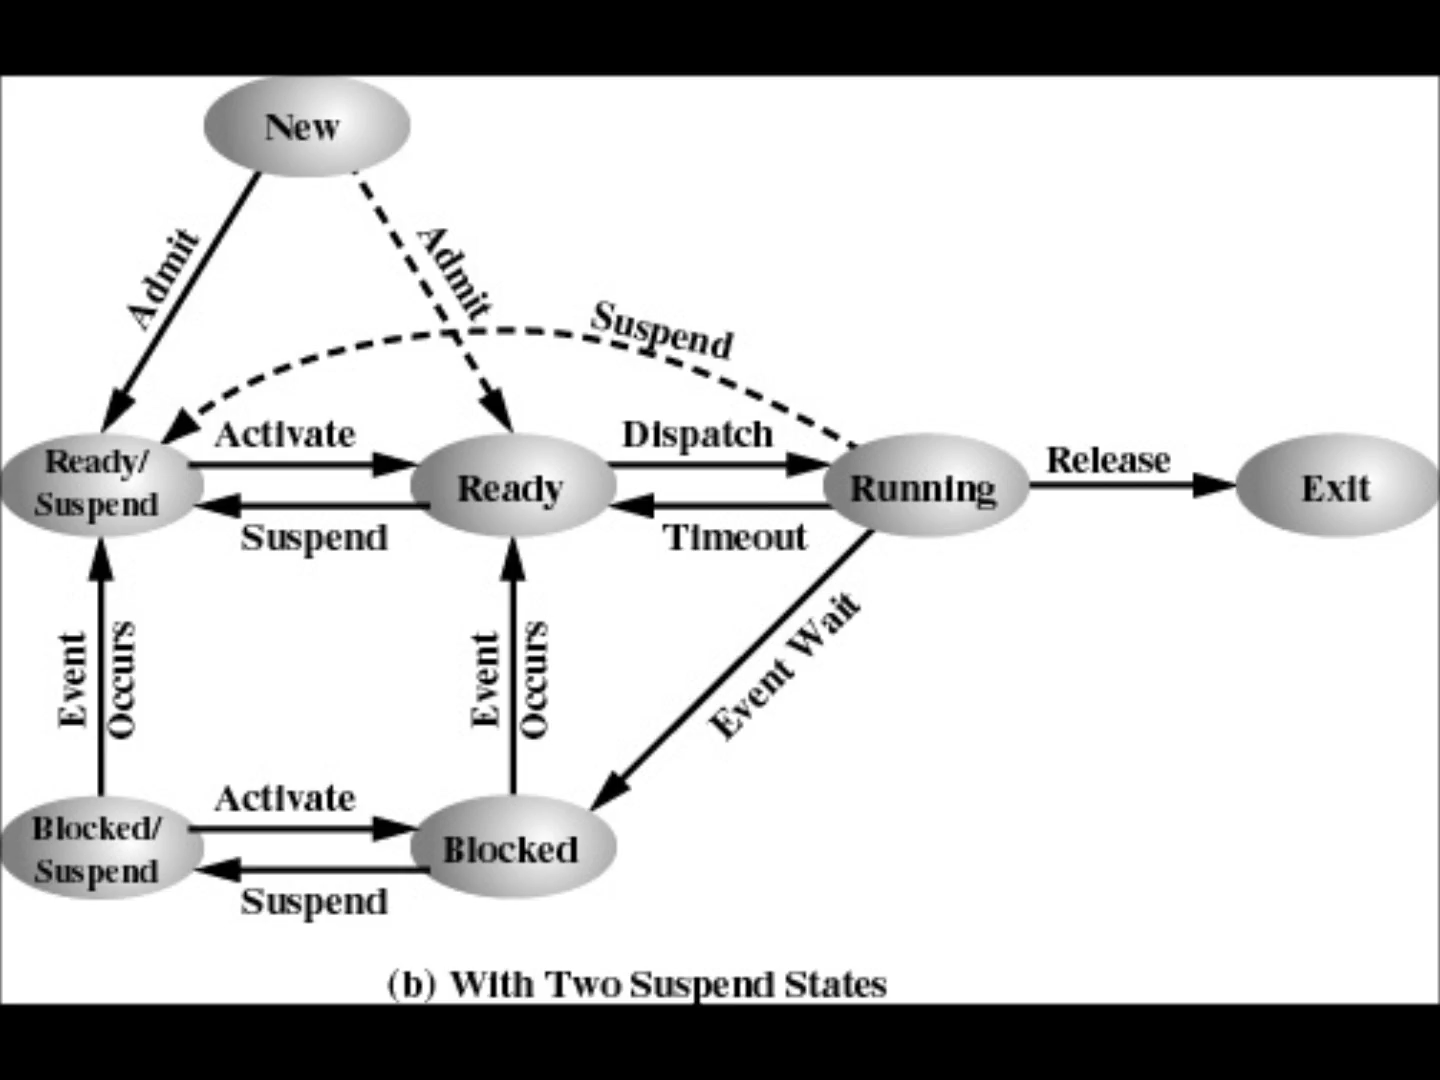 New
Admit
Admit
Suspend
Activate
Dispatch
Release
Ready/
Suspend
Ready
Running
Exit
Suspend
Timeout
Event
Occurs
Event
Occurs
Event Wait
Activate
Blocked/
Suspend
Blocked
Suspend
(b) With Two Suspend States